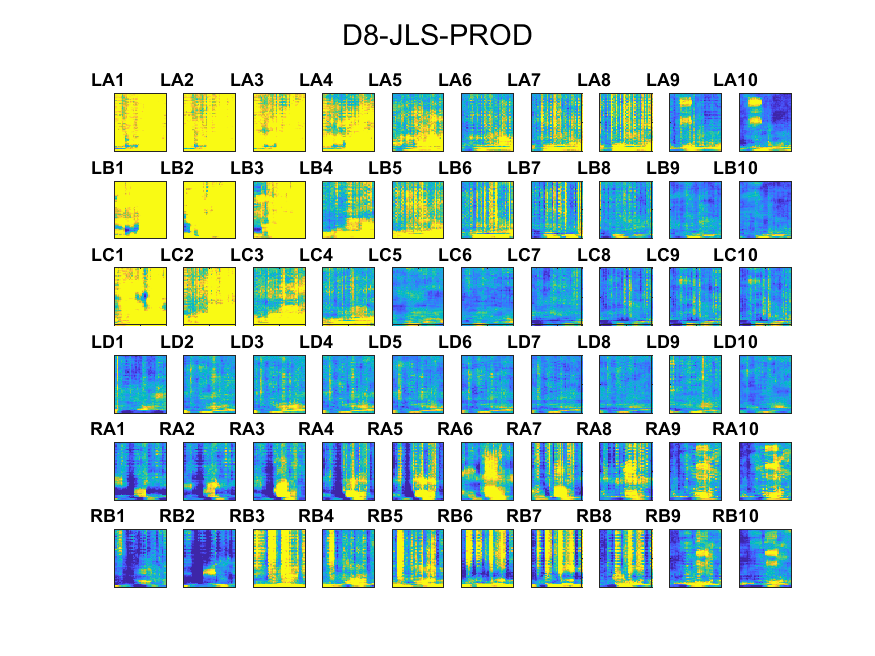 D8-JLS-PROD
LA1 LA2 LA3 LA4 LA5 LA6 LA7 LA8 LA9 LA10
LB1 LB2 LB3 LB4 LB5 LB6 LB7 LB8 LB9 LB10
LC1 LC2 LC3 LC4 LC5 LC6 LC7 LC8 LC9 LC10
LD1 LD2 LD3 LD4 LD5 LD6 LD7 LD8 LD9 LD10
RA1 RA2 RA3 RA4 RA5 RA6 RA7 RA8 RA9 RA10
RB1 RB2 RB3 RB4 RB5 RB6 RB7 RB8 RB9 RB10